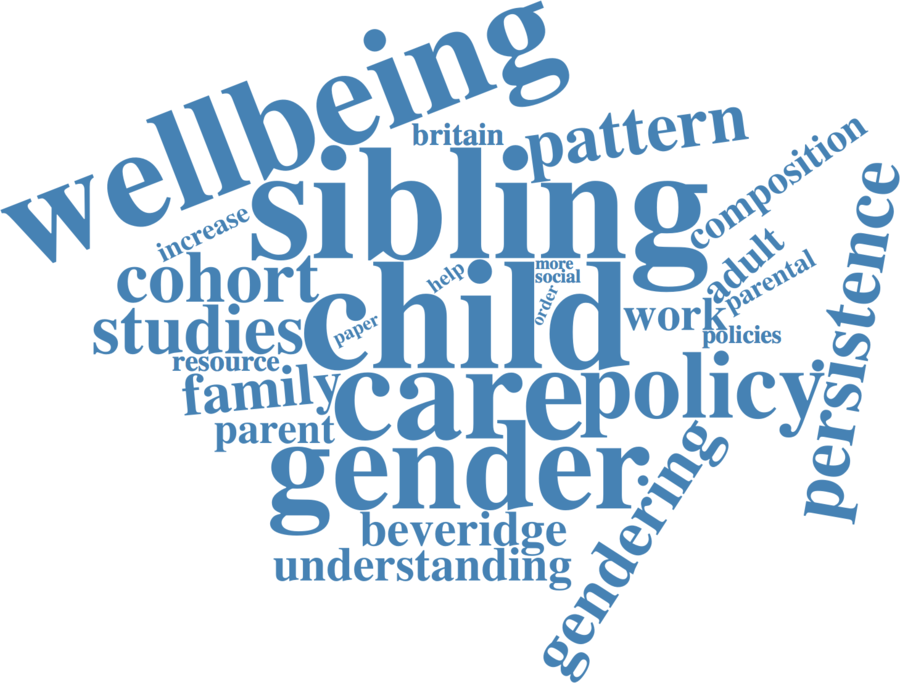 wellbeing
britain
pattern
sibling
composition
increase
persistence
cohort
help
more
social
adult
parental
child
order
paper
work
studies
policies
resource
family
care
policy
parent
gender
gendering
beveridge
understanding